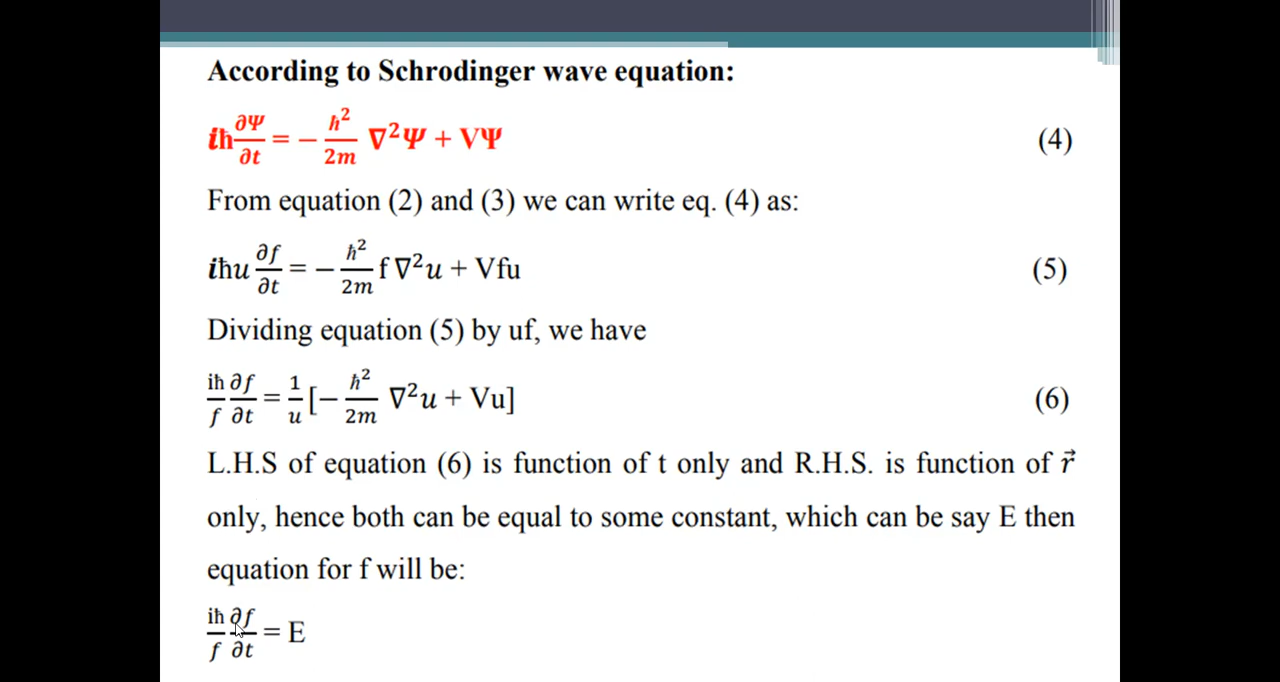 According to Schrodinger wave equation:
iħ ∂Ψ/∂t = − ℏ²/2m ∇²Ψ + VΨ (4)
From equation (2) and (3) we can write eq. (4) as:
iħu ∂f/∂t = − ℏ²/2m f ∇²u + Vfu (5)
Dividing equation (5) by uf, we have
iħ/f ∂f/∂t = 1/u [− ℏ²/2m ∇²u + Vu] (6)
L.H.S of equation (6) is function of t only and R.H.S. is function of r⃗
only, hence both can be equal to some constant, which can be say E then
equation for f will be:
iħ/f ∂f/∂t = E